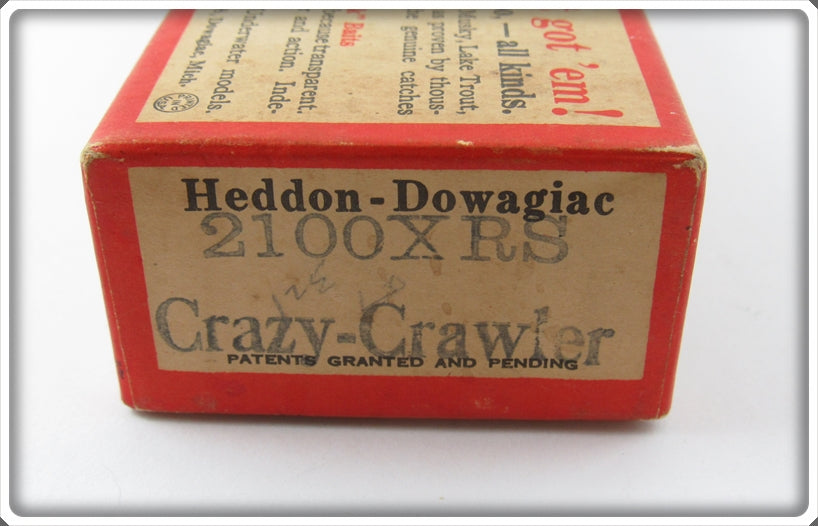 got 'em!
— all kinds.
Musky, Lake Trout,
as proven by thous-
e genuine catches
Baits
Because transparent.
and action. Inde-
Underwater models.
Dowagiac, Mich.
Heddon-Dowagiac
2100XRS
Crazy-Crawler
PATENTS GRANTED AND PENDING